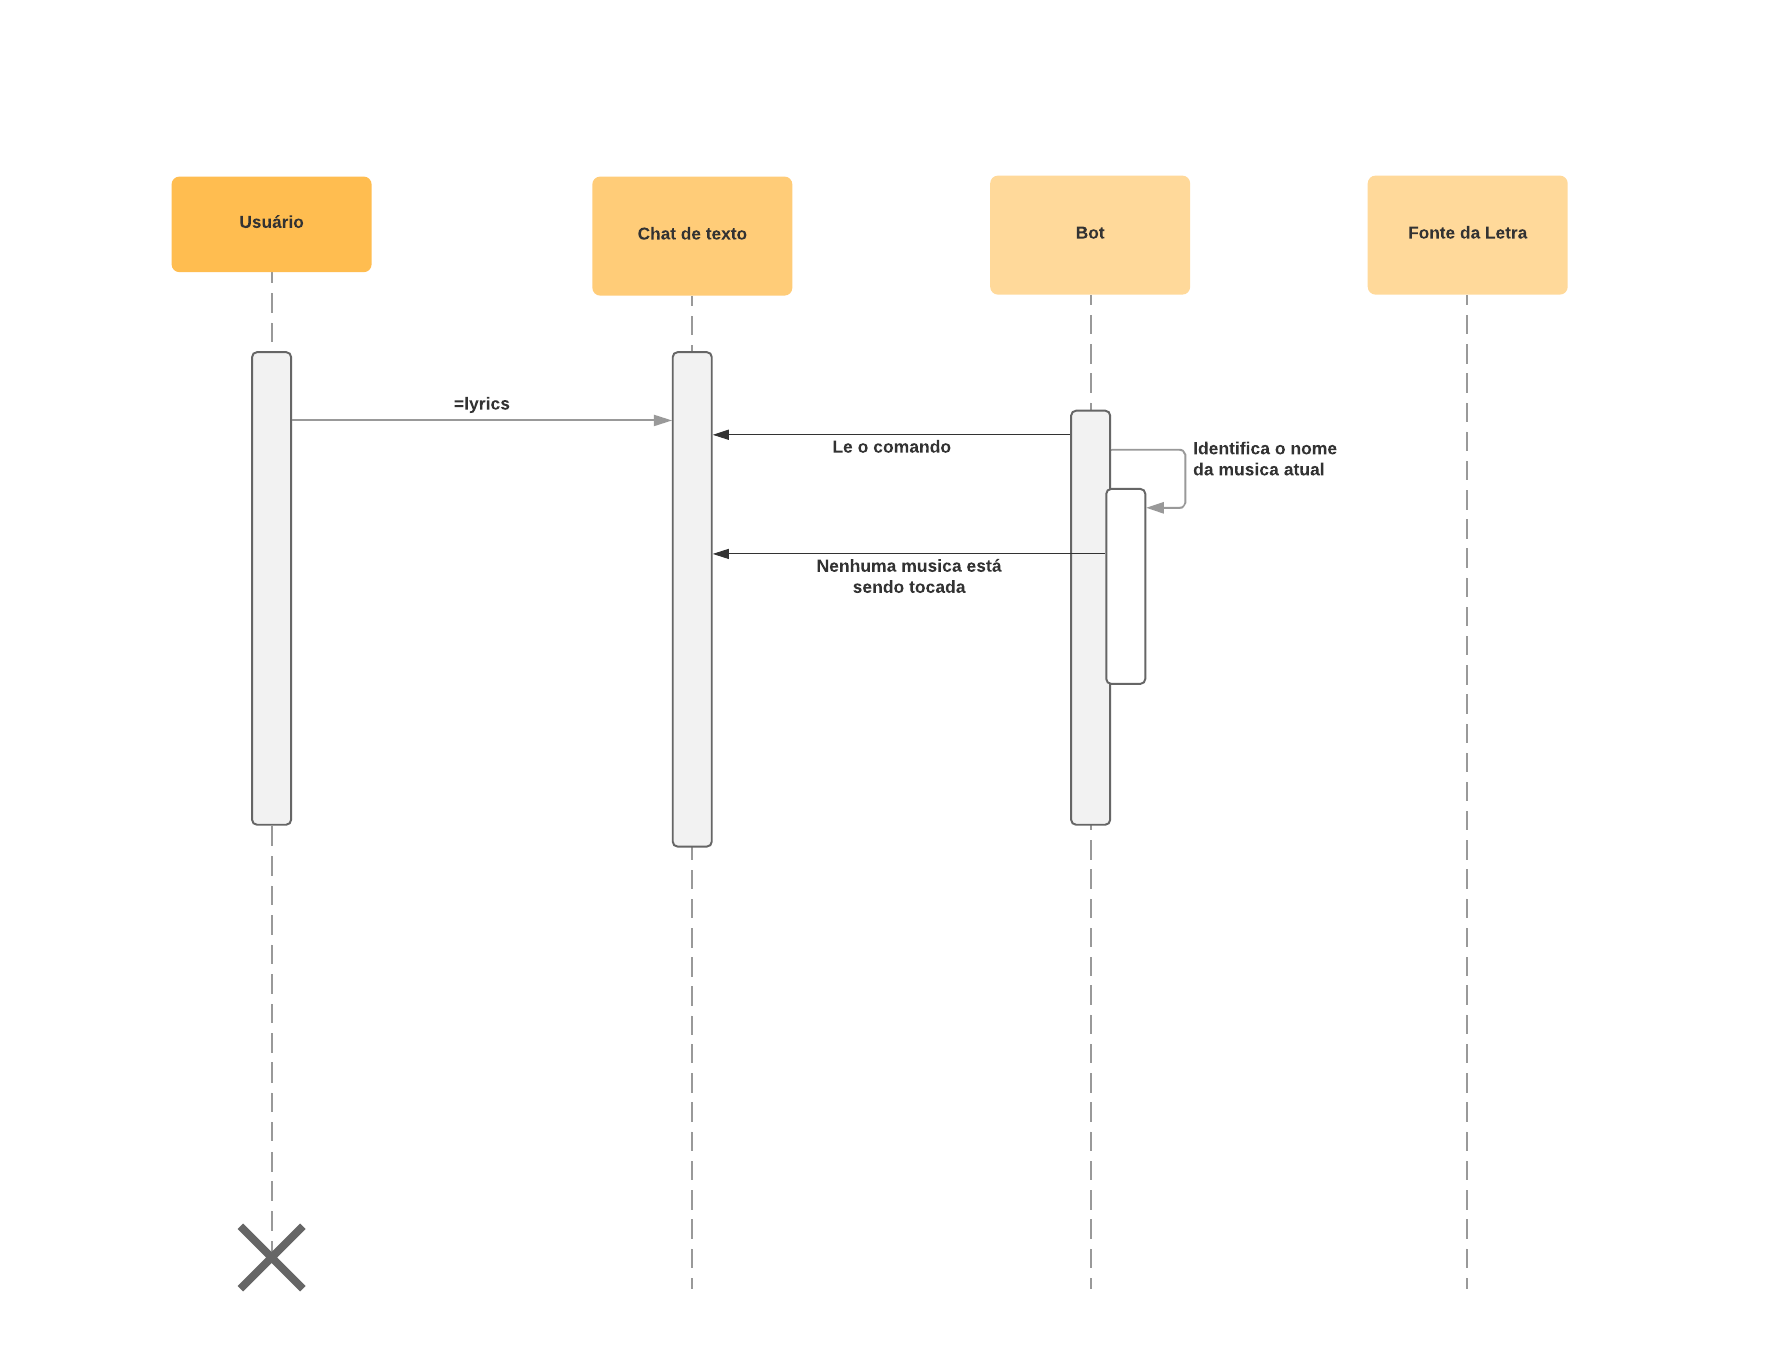 Usuário
Chat de texto
Bot
Fonte da Letra
=lyrics
Le o comando
Identifica o nome
da musica atual
Nenhuma musica está
sendo tocada